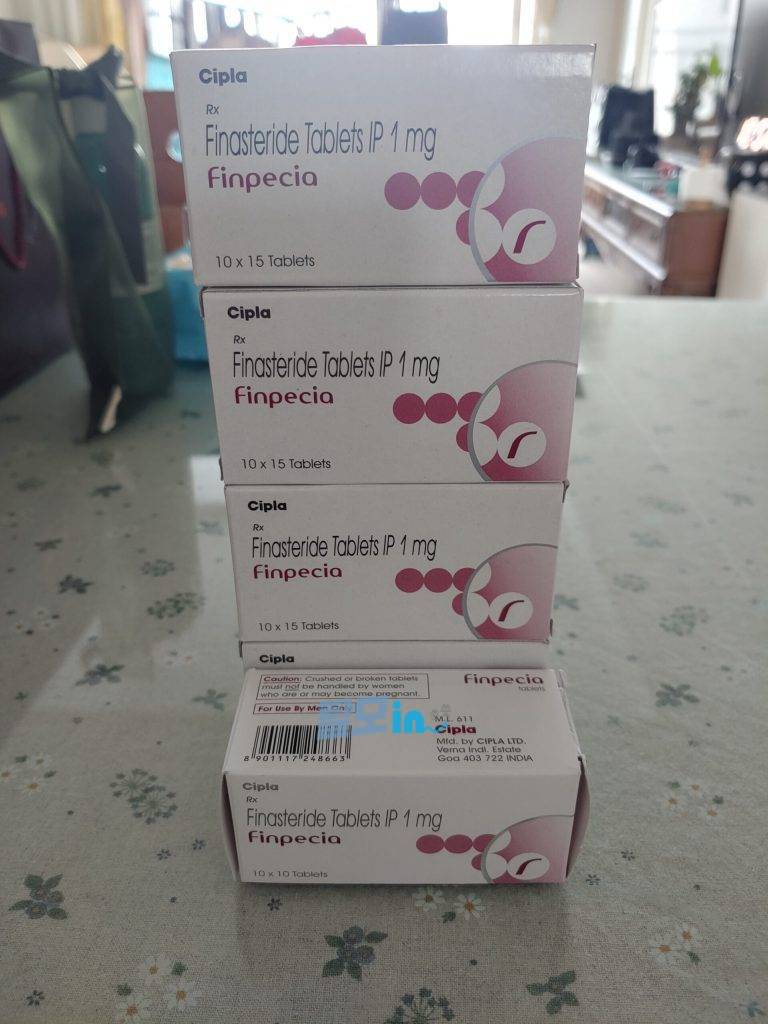 Cipla
Rx
Finasteride Tablets IP 1 mg
Finpecia
10 x 15 Tablets
Cipla
Rx
Finasteride Tablets IP 1 mg
Finpecia
10 x 15 Tablets
Cipla
Rx
Finasteride Tablets IP 1 mg
Finpecia
10 x 15 Tablets
Cipla
Caution: Crushed or broken tablets
must not be handled by women
who are or may become pregnant.
For Use By Men Only
8 901117 248663
Finpecia
tablets
M.L. 611
Cipla
Mfd. by CIPLA LTD.
Verna Indl. Estate
Goa 403 722 INDIA
Cipla
Rx
Finasteride Tablets IP 1 mg
Finpecia
10 x 10 Tablets